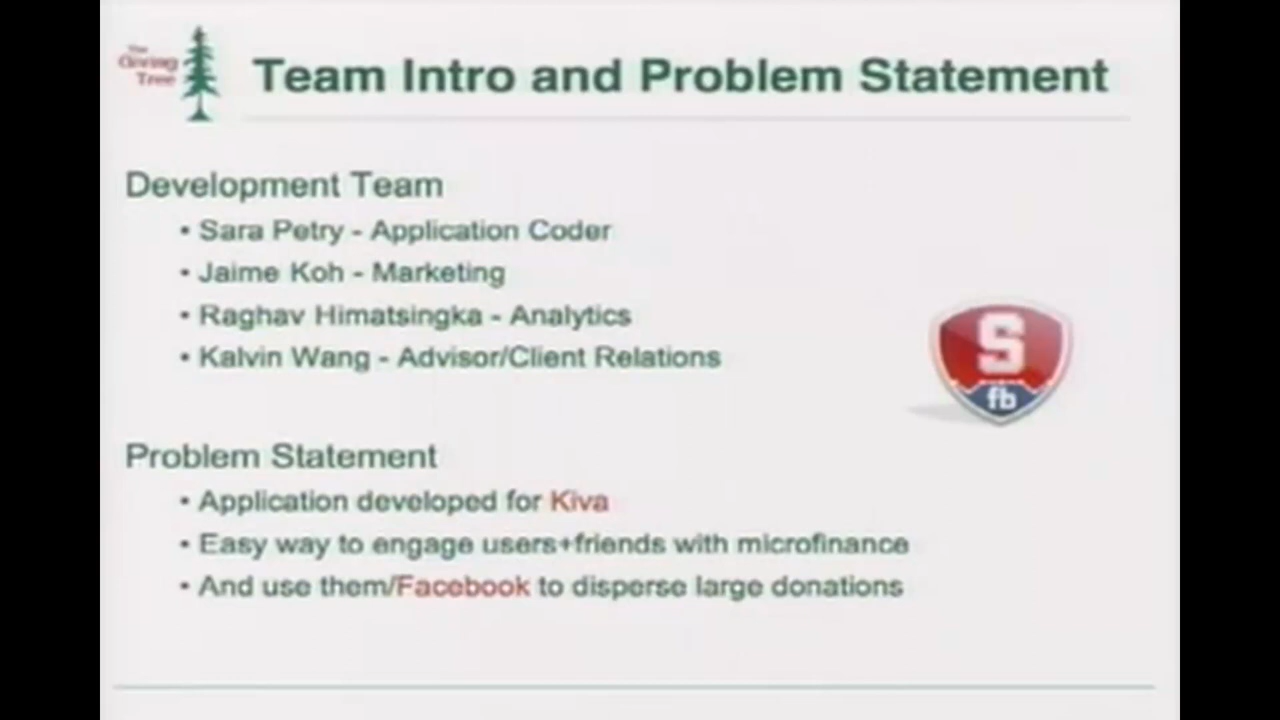 The
Giving
Tree
Team Intro and Problem Statement
Development Team
• Sara Petry - Application Coder
• Jaime Koh - Marketing
• Raghav Himatsingka - Analytics
• Kalvin Wang - Advisor/Client Relations
S
fb
Problem Statement
• Application developed for Kiva
• Easy way to engage users+friends with microfinance
• And use them/Facebook to disperse large donations